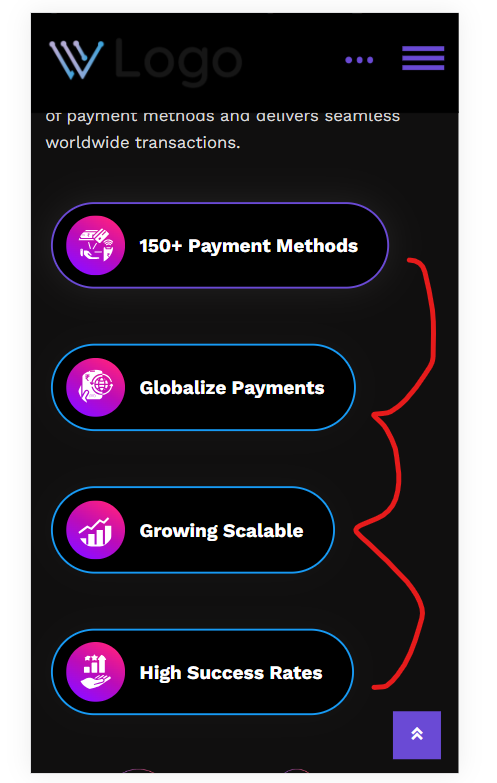 Logo
of payment methods and delivers seamless
worldwide transactions.
150+ Payment Methods
Globalize Payments
Growing Scalable
High Success Rates